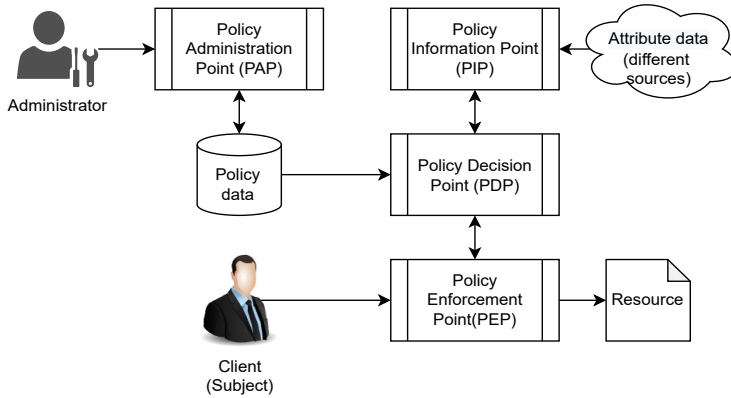 Policy
Administration
Point (PAP)
Policy
Information Point
(PIP)
Attribute data
(different
sources)
Administrator
Policy
data
Policy Decision
Point (PDP)
Policy
Enforcement
Point(PEP)
Resource
Client
(Subject)